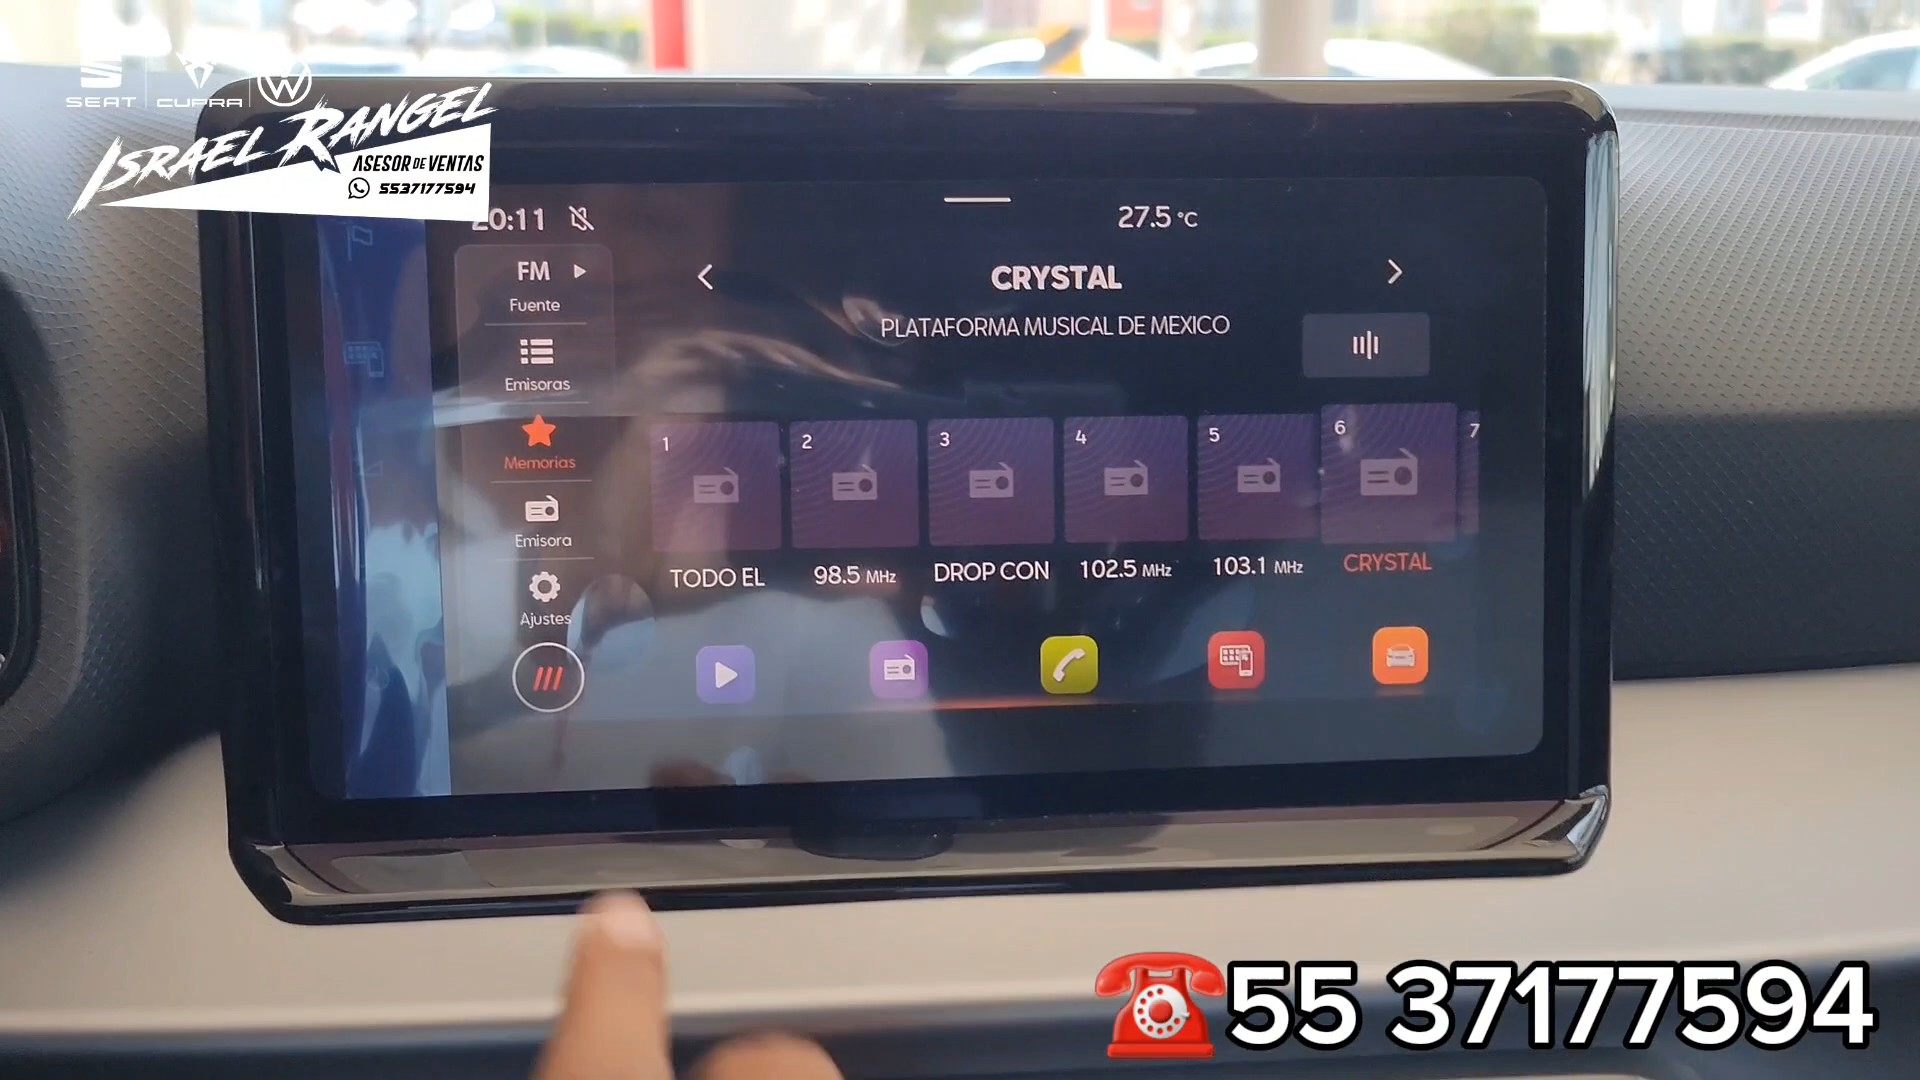 SEAT CUPRA
ISRAEL RANGEL
ASESOR DE VENTAS
5537177594
20:11
27.5 °C
FM
Fuente
CRYSTAL
PLATAFORMA MUSICAL DE MEXICO
Emisoras
Memorias
Emisora
Ajustes
1 2 3 4 5 6 7
TODO EL 98.5 MHz DROP CON 102.5 MHz 103.1 MHz CRYSTAL
55 37177594